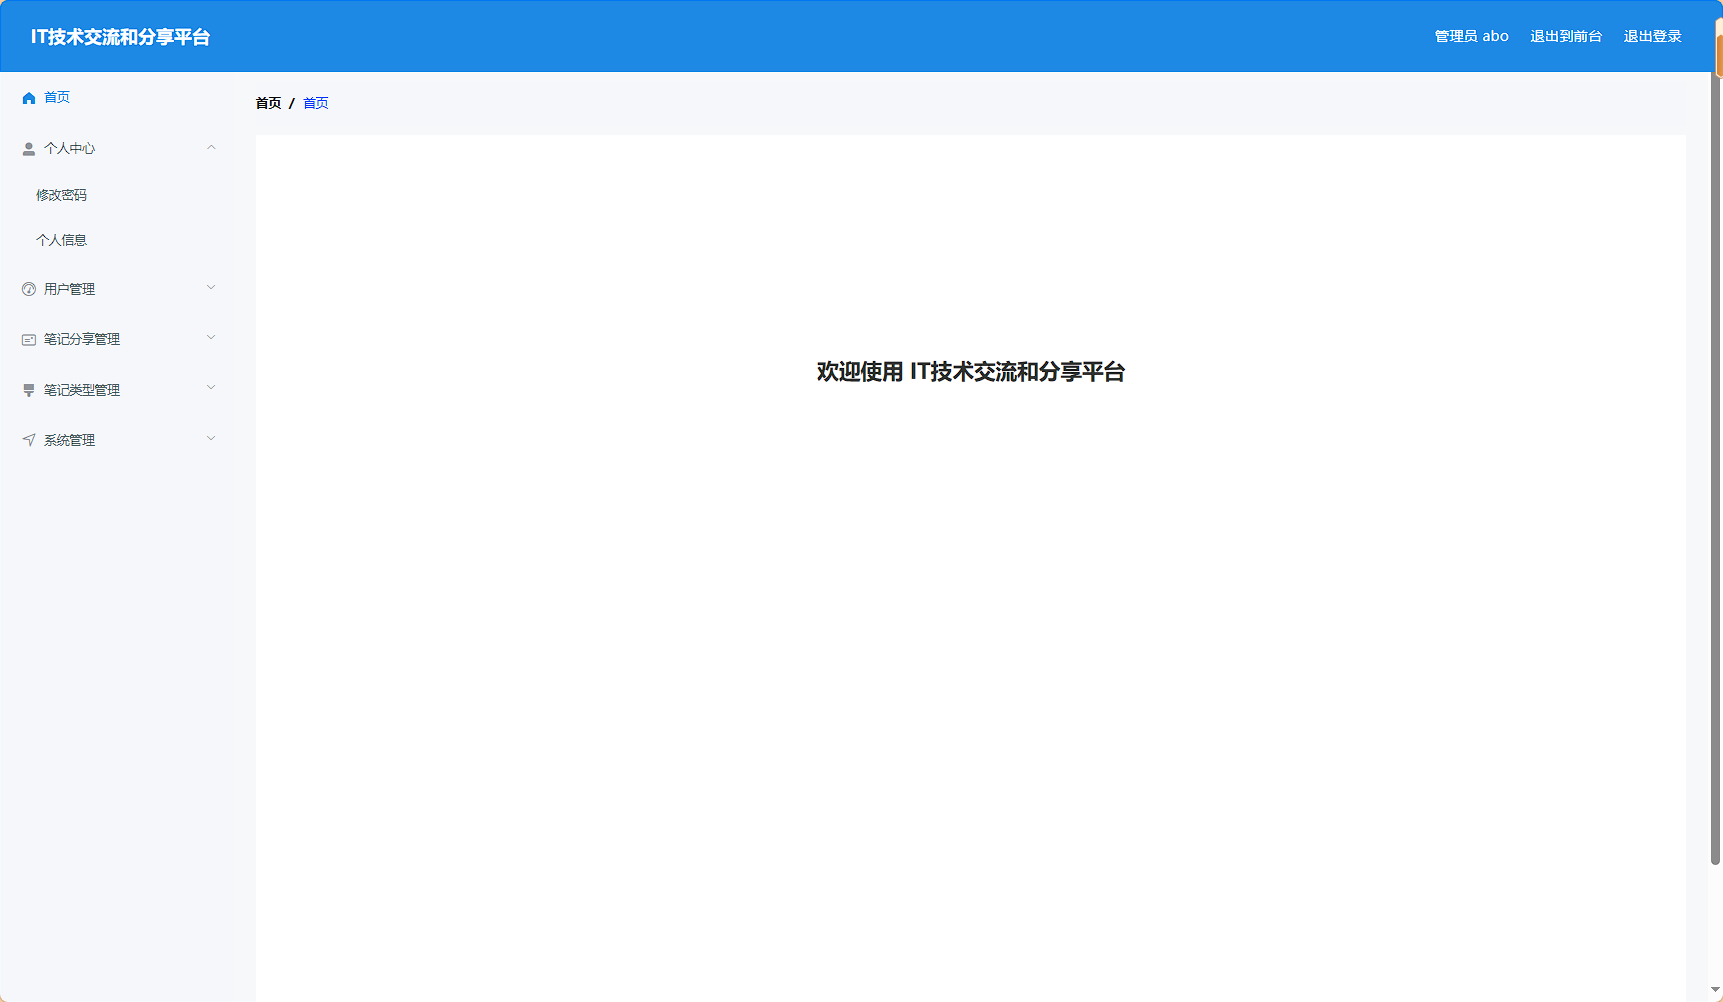 IT技术交流和分享平台
管理员 abo 退出到前台 退出登录
首页
首页 / 首页
个人中心
修改密码
个人信息
用户管理
笔记分享管理
笔记类型管理
系统管理
欢迎使用 IT技术交流和分享平台